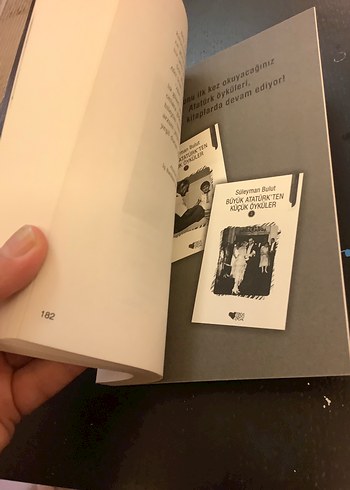 ilk kez okuyacağınız
Atatürk öyküleri,
kitaplarda devam ediyor!
ATATÜRK'TEN
ÖYKÜLER
Süleyman Bulut
BÜYÜK ATATÜRK'TEN
KÜÇÜK ÖYKÜLER
182